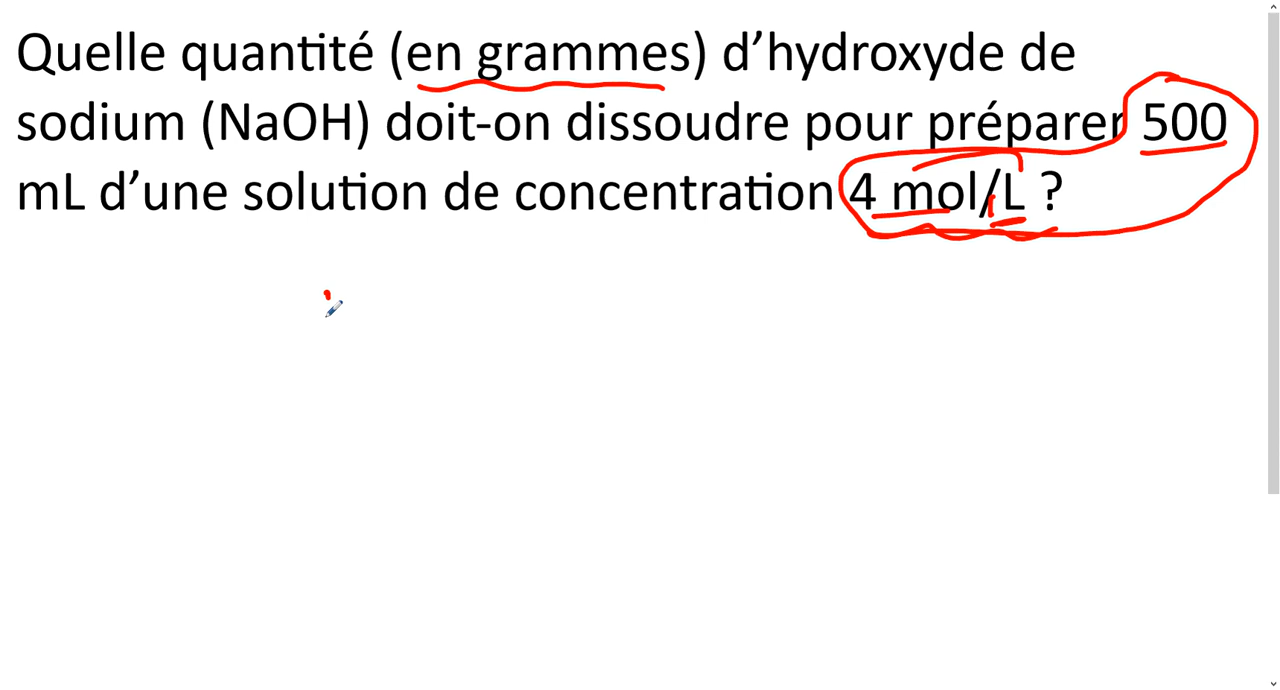 Quelle quantité (en grammes) d’hydroxyde de
sodium (NaOH) doit-on dissoudre pour préparer 500
mL d’une solution de concentration 4 mol/L ?